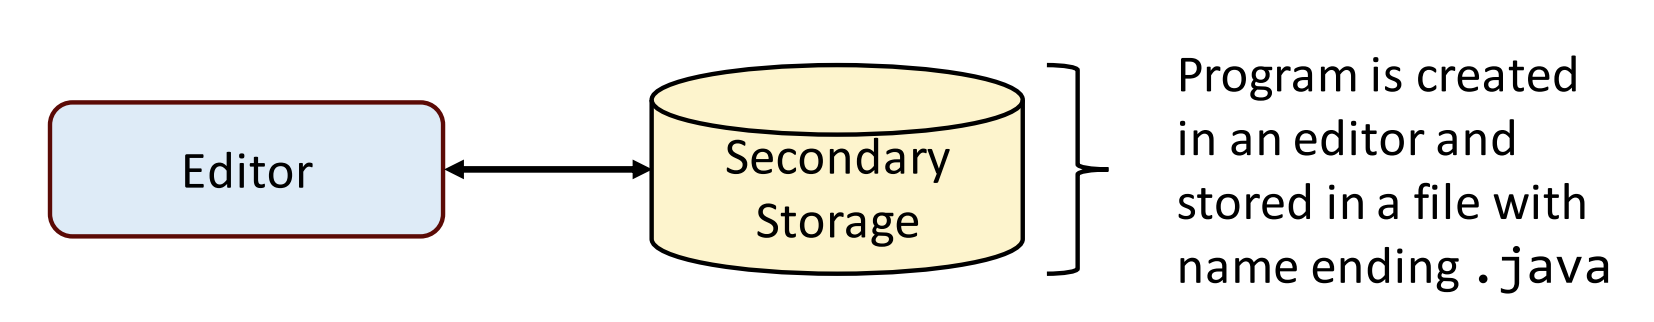 Editor
Secondary
Storage
Program is created
in an editor and
stored in a file with
name ending .java